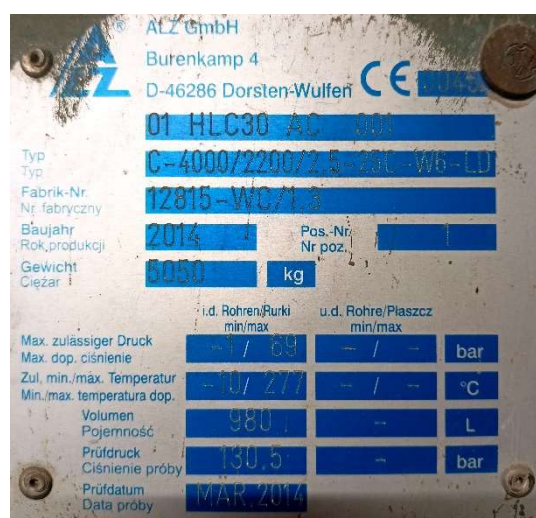 ALZ GmbH
Burenkamp 4
D-46286 Dorsten-Wulfen CE 0045
01 HLC30 AC 001
Typ
Typ C-4000/2200/2,5-25C-W6-LD
Fabrik-Nr.
Nr fabryczny 12815-WC/1.3
Baujahr
Rok produkcji 2014 Pos.-Nr.
Nr poz. 1
Gewicht
Ciężar 5050 kg
i.d. Rohren/Rurki
min/max
u.d. Rohre/Płaszcz
min/max
Max. zulässiger Druck
Max. dop. ciśnienie -1 / 69 - / - bar
Zul. min./max. Temperatur
Min./max. temperatura dop. -10/ 277 - / - °C
Volumen
Pojemność 980 - L
Prüfdruck
Ciśnienie próby 130,5 - bar
Prüfdatum
Data próby MAR.2014